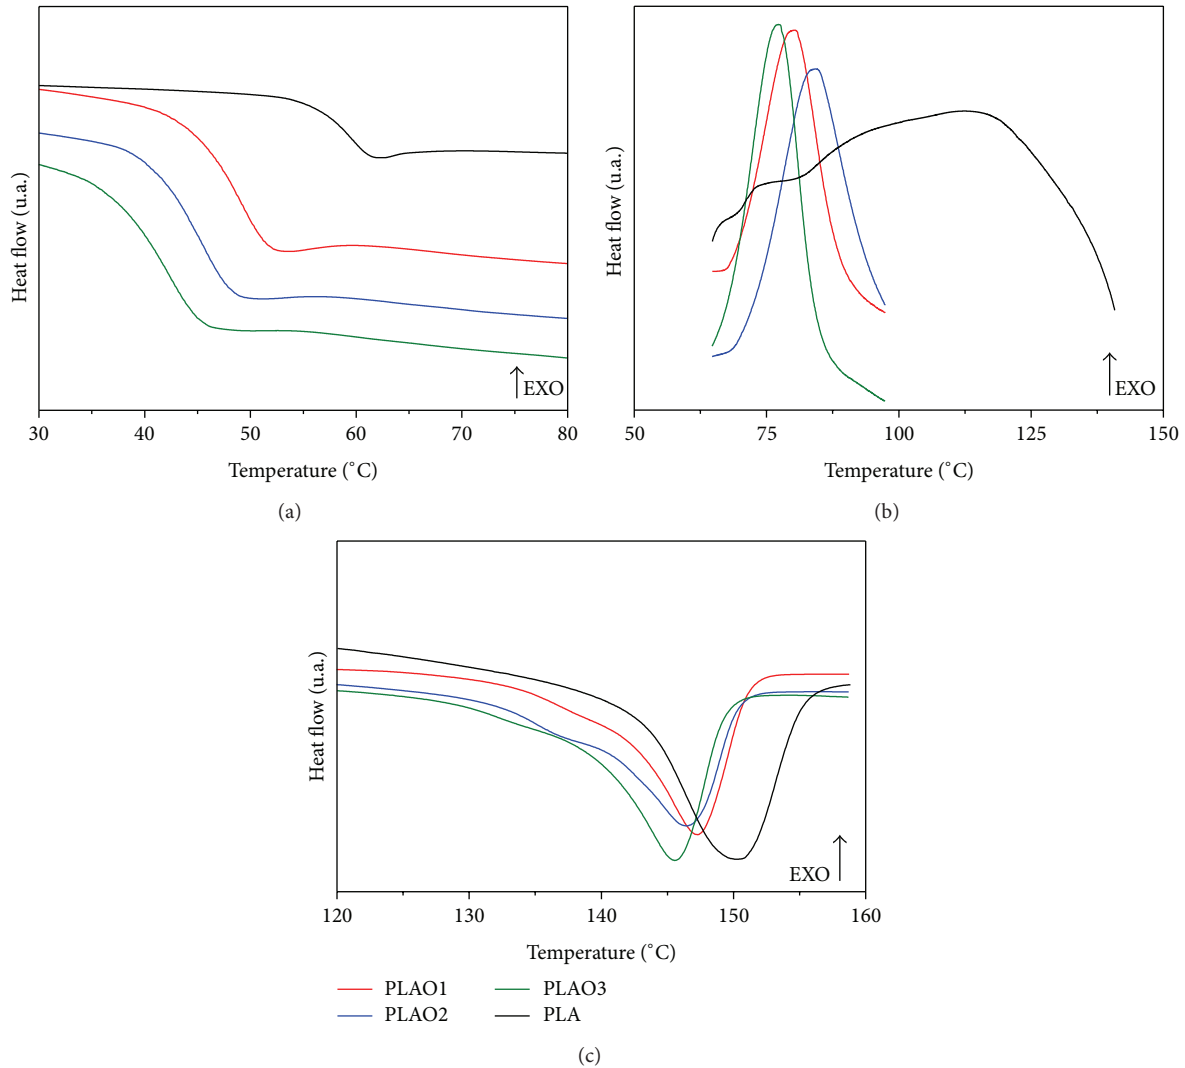 Heat flow (u.a.)
EXO
30 40 50 60 70 80
Temperature (°C)
(a)
Heat flow (u.a.)
EXO
50 75 100 125 150
Temperature (°C)
(b)
Heat flow (u.a.)
EXO
120 130 140 150 160
Temperature (°C)
PLAO1 PLAO3
PLAO2 PLA
(c)